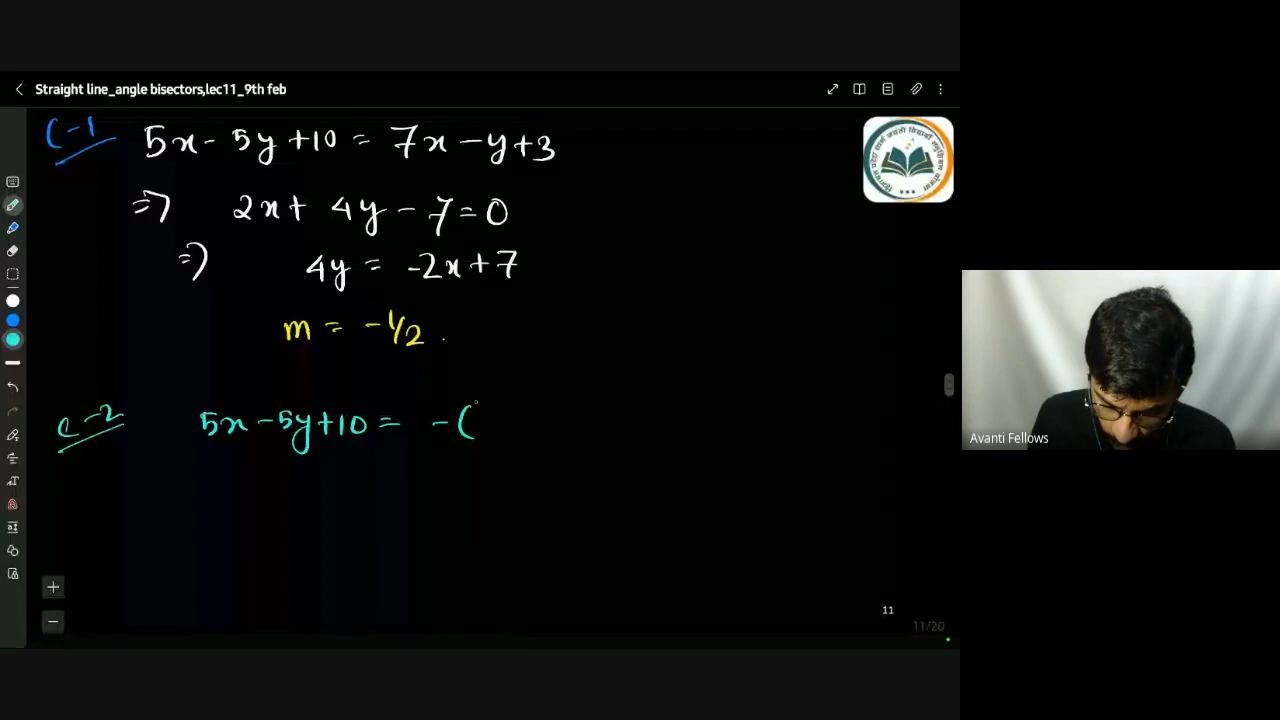 Straight line_angle bisectors,lec11_9th feb
C-1 5x - 5y + 10 = 7x - y + 3
=> 2x + 4y - 7 = 0
=> 4y = -2x + 7
m = -1/2 .
C-2 5x - 5y + 10 = - (
Avanti Fellows
11
11/20